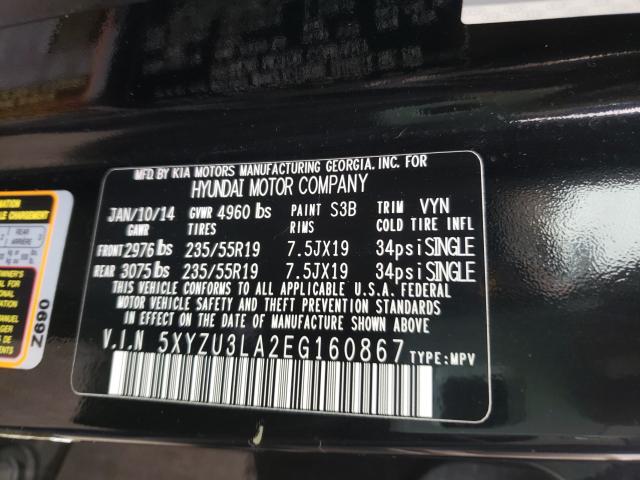 MFD. BY KIA MOTORS MANUFACTURING GEORGIA. INC. FOR
HYUNDAI MOTOR COMPANY
JAN/10/14 GVWR 4960 lbs PAINT S3B TRIM VYN
GAWR TIRES RIMS COLD TIRE INFL
FRONT 2976 lbs 235/55R19 7.5JX19 34psi SINGLE
REAR 3075 lbs 235/55R19 7.5JX19 34psi SINGLE
THIS VEHICLE CONFORMS TO ALL APPLICABLE U.S.A. FEDERAL
MOTOR VEHICLE SAFETY AND THEFT PREVENTION STANDARDS
IN EFFECT ON THE DATE OF MANUFACTURE SHOWN ABOVE.
V.I.N 5XYZU3LA2EG160867 TYPE: MPV
Z690
REAR
ARRIERE